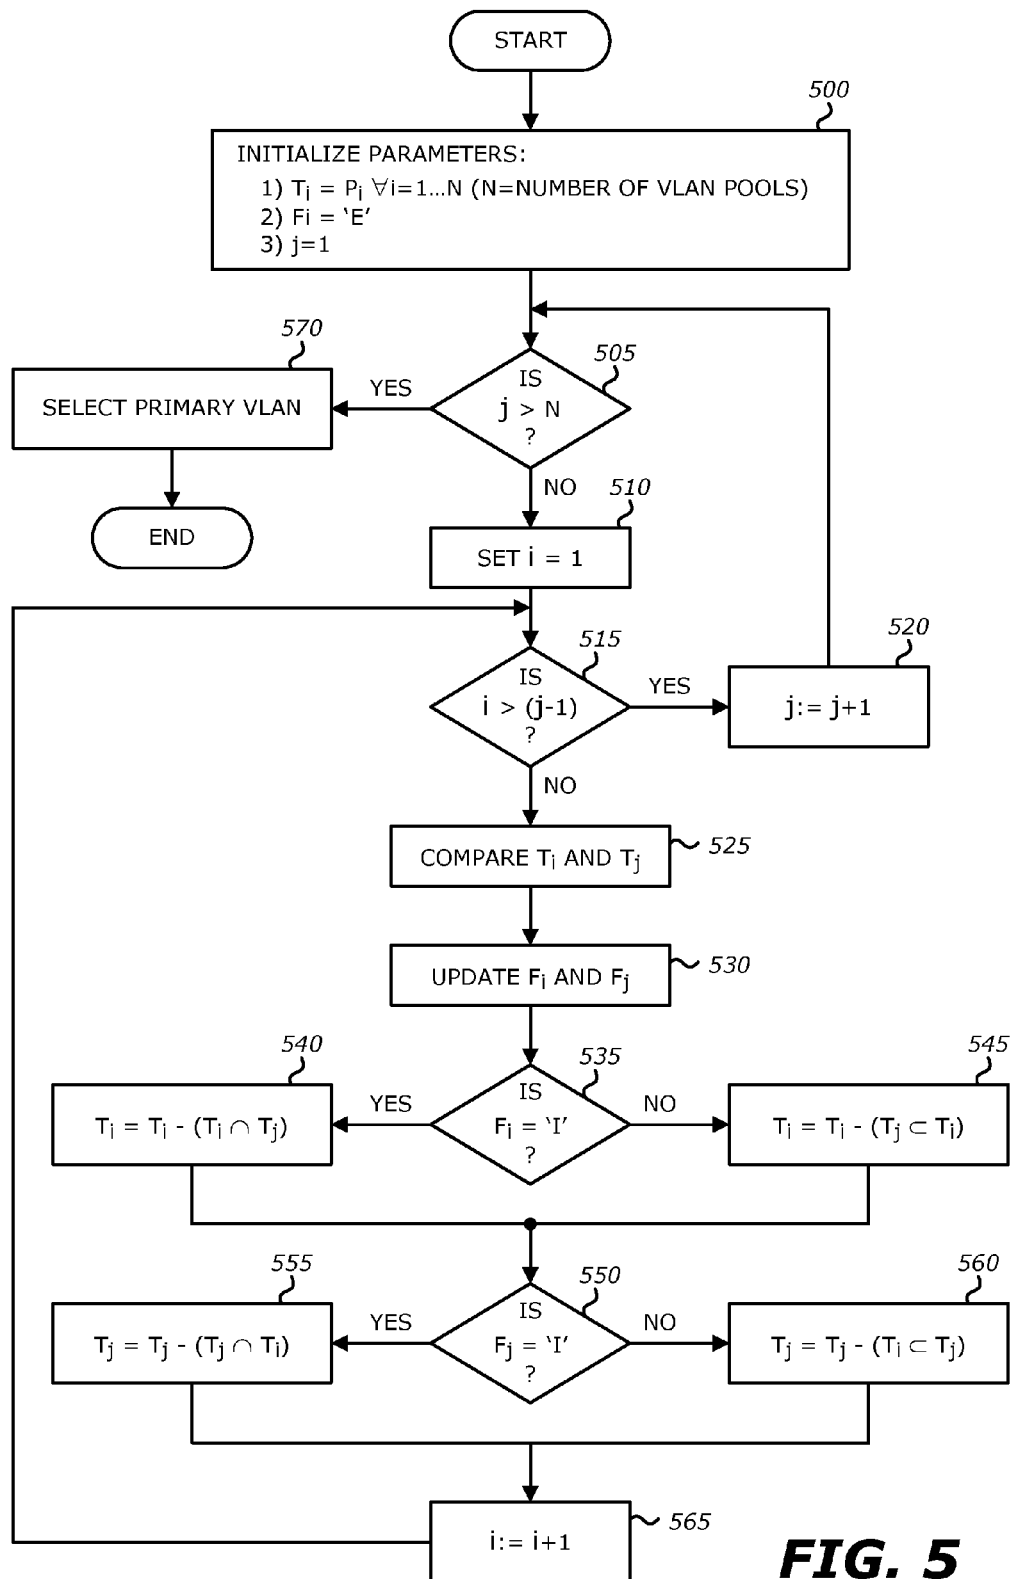 START
500
INITIALIZE PARAMETERS:
1) Ti = Pi ∀i=1...N (N=NUMBER OF VLAN POOLS)
2) Fi = ‘E’
3) j=1
570
505
SELECT PRIMARY VLAN
YES
IS
j > N
?
NO
END
510
SET i = 1
515
520
IS
i > (j-1)
?
YES
j:= j+1
NO
COMPARE Ti AND Tj
525
UPDATE Fi AND Fj
530
540
535
545
Ti = Ti - (Ti ∩ Tj)
YES
IS
Fi = ‘I’
?
NO
Ti = Ti - (Tj ⊂ Ti)
555
550
560
Tj = Tj - (Tj ∩ Ti)
YES
IS
Fj = ‘I’
?
NO
Tj = Tj - (Ti ⊂ Tj)
i:= i+1
565
FIG. 5